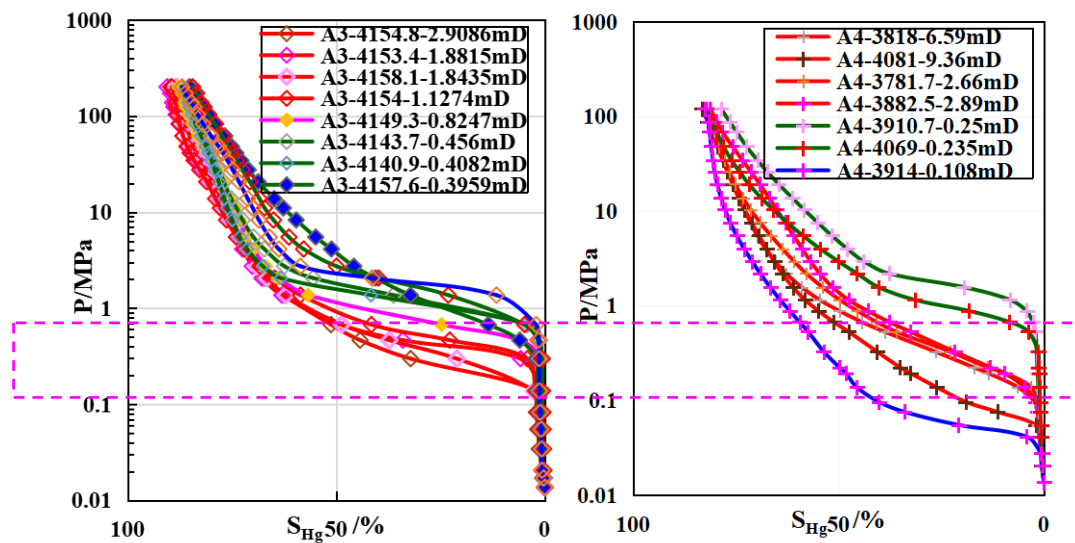 1000
100
10
1
0.1
0.01
P/MPa
A3-4154.8-2.9086mD
A3-4153.4-1.8815mD
A3-4158.1-1.8435mD
A3-4154-1.1274mD
A3-4149.3-0.8247mD
A3-4143.7-0.456mD
A3-4140.9-0.4082mD
A3-4157.6-0.3959mD
100
50
0
SHg /%
1000
100
10
1
0.1
0.01
P/MPa
A4-3818-6.59mD
A4-4081-9.36mD
A4-3781.7-2.66mD
A4-3882.5-2.89mD
A4-3910.7-0.25mD
A4-4069-0.235mD
A4-3914-0.108mD
100
50
0
SHg /%